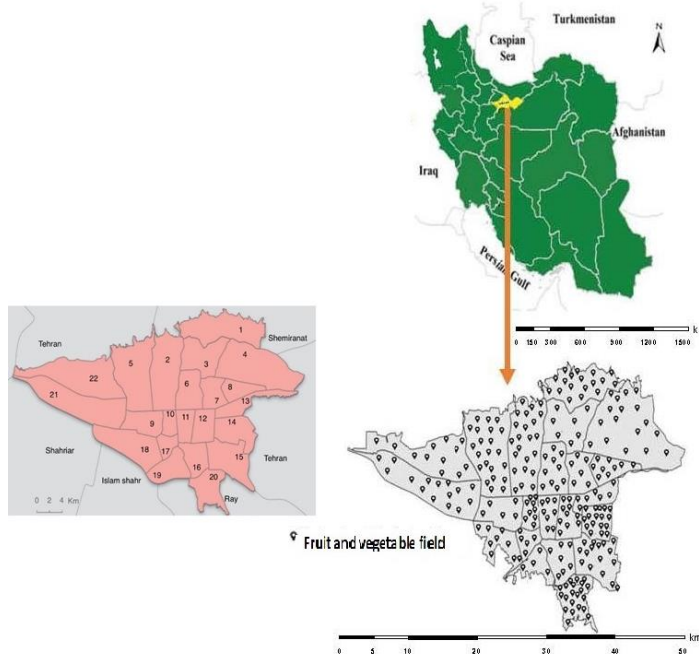 Turkmenistan
Caspian
Sea
N
Afghanistan
Iraq
Persian Gulf
0 150 300 600 900 1200 1500
k
Tehran
Shemiranat
1
2
3
4
5
6
7
8
9
10
11
12
13
14
15
16
17
18
19
20
21
22
Shahriar
Islam shahr
Tehran
Ray
0 2 4 Km
Fruit and vegetable field
km
0 5 10 20 30 40 50